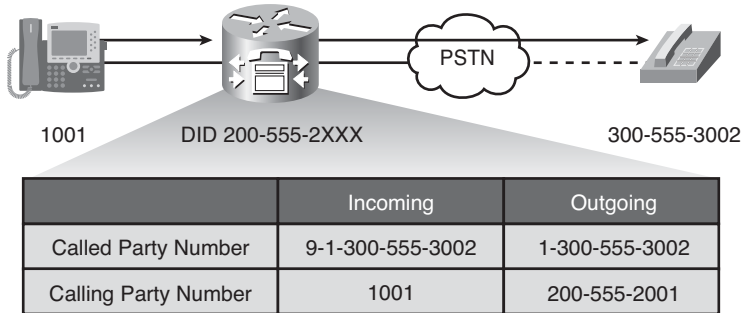 PSTN
1001
DID 200-555-2XXX
300-555-3002
Incoming
Outgoing
Called Party Number
9-1-300-555-3002
1-300-555-3002
Calling Party Number
1001
200-555-2001